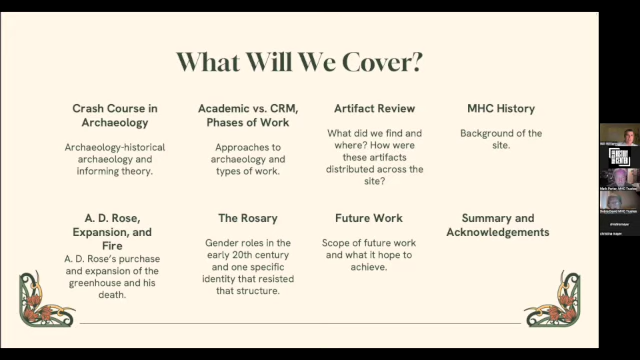 What Will We Cover?
Crash Course in
Archaeology
Archaeology-historical
archaeology and
informing theory.
Academic vs. CRM,
Phases of Work
Approaches to
archaeology and
types of work.
Artifact Review
What did we find and
where? How were
these artifacts
distributed across the
site?
MHC History
Background of the
site.
A. D. Rose,
Expansion, and
Fire
A. D. Rose's purchase
and expansion of the
greenhouse and his
death.
The Rosary
Gender roles in the
early 20th century
and one specific
identity that resisted
that structure.
Future Work
Scope of future work
and what it hope to
achieve.
Summary and
Acknowledgements